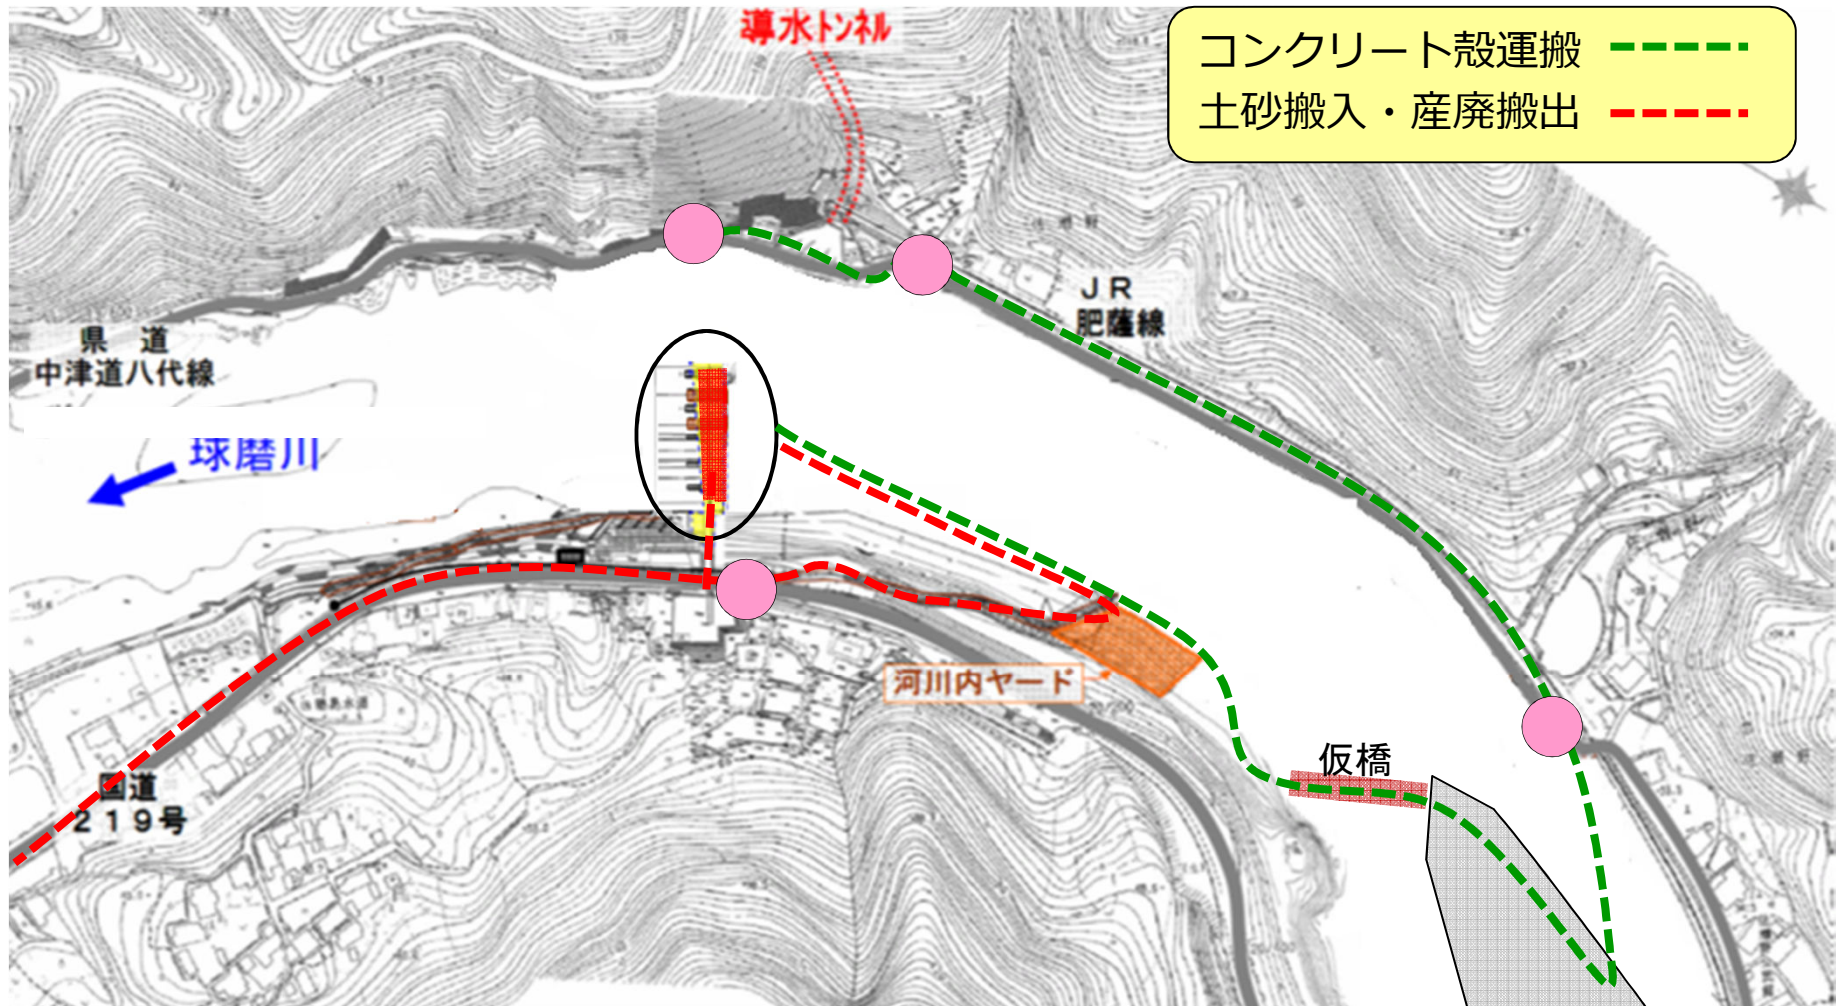 導水トンネル
コンクリート殻運搬
土砂搬入・産廃搬出
JR
肥薩線
県　道
中津道八代線
球磨川
河川内ヤード
仮橋
国道
219号